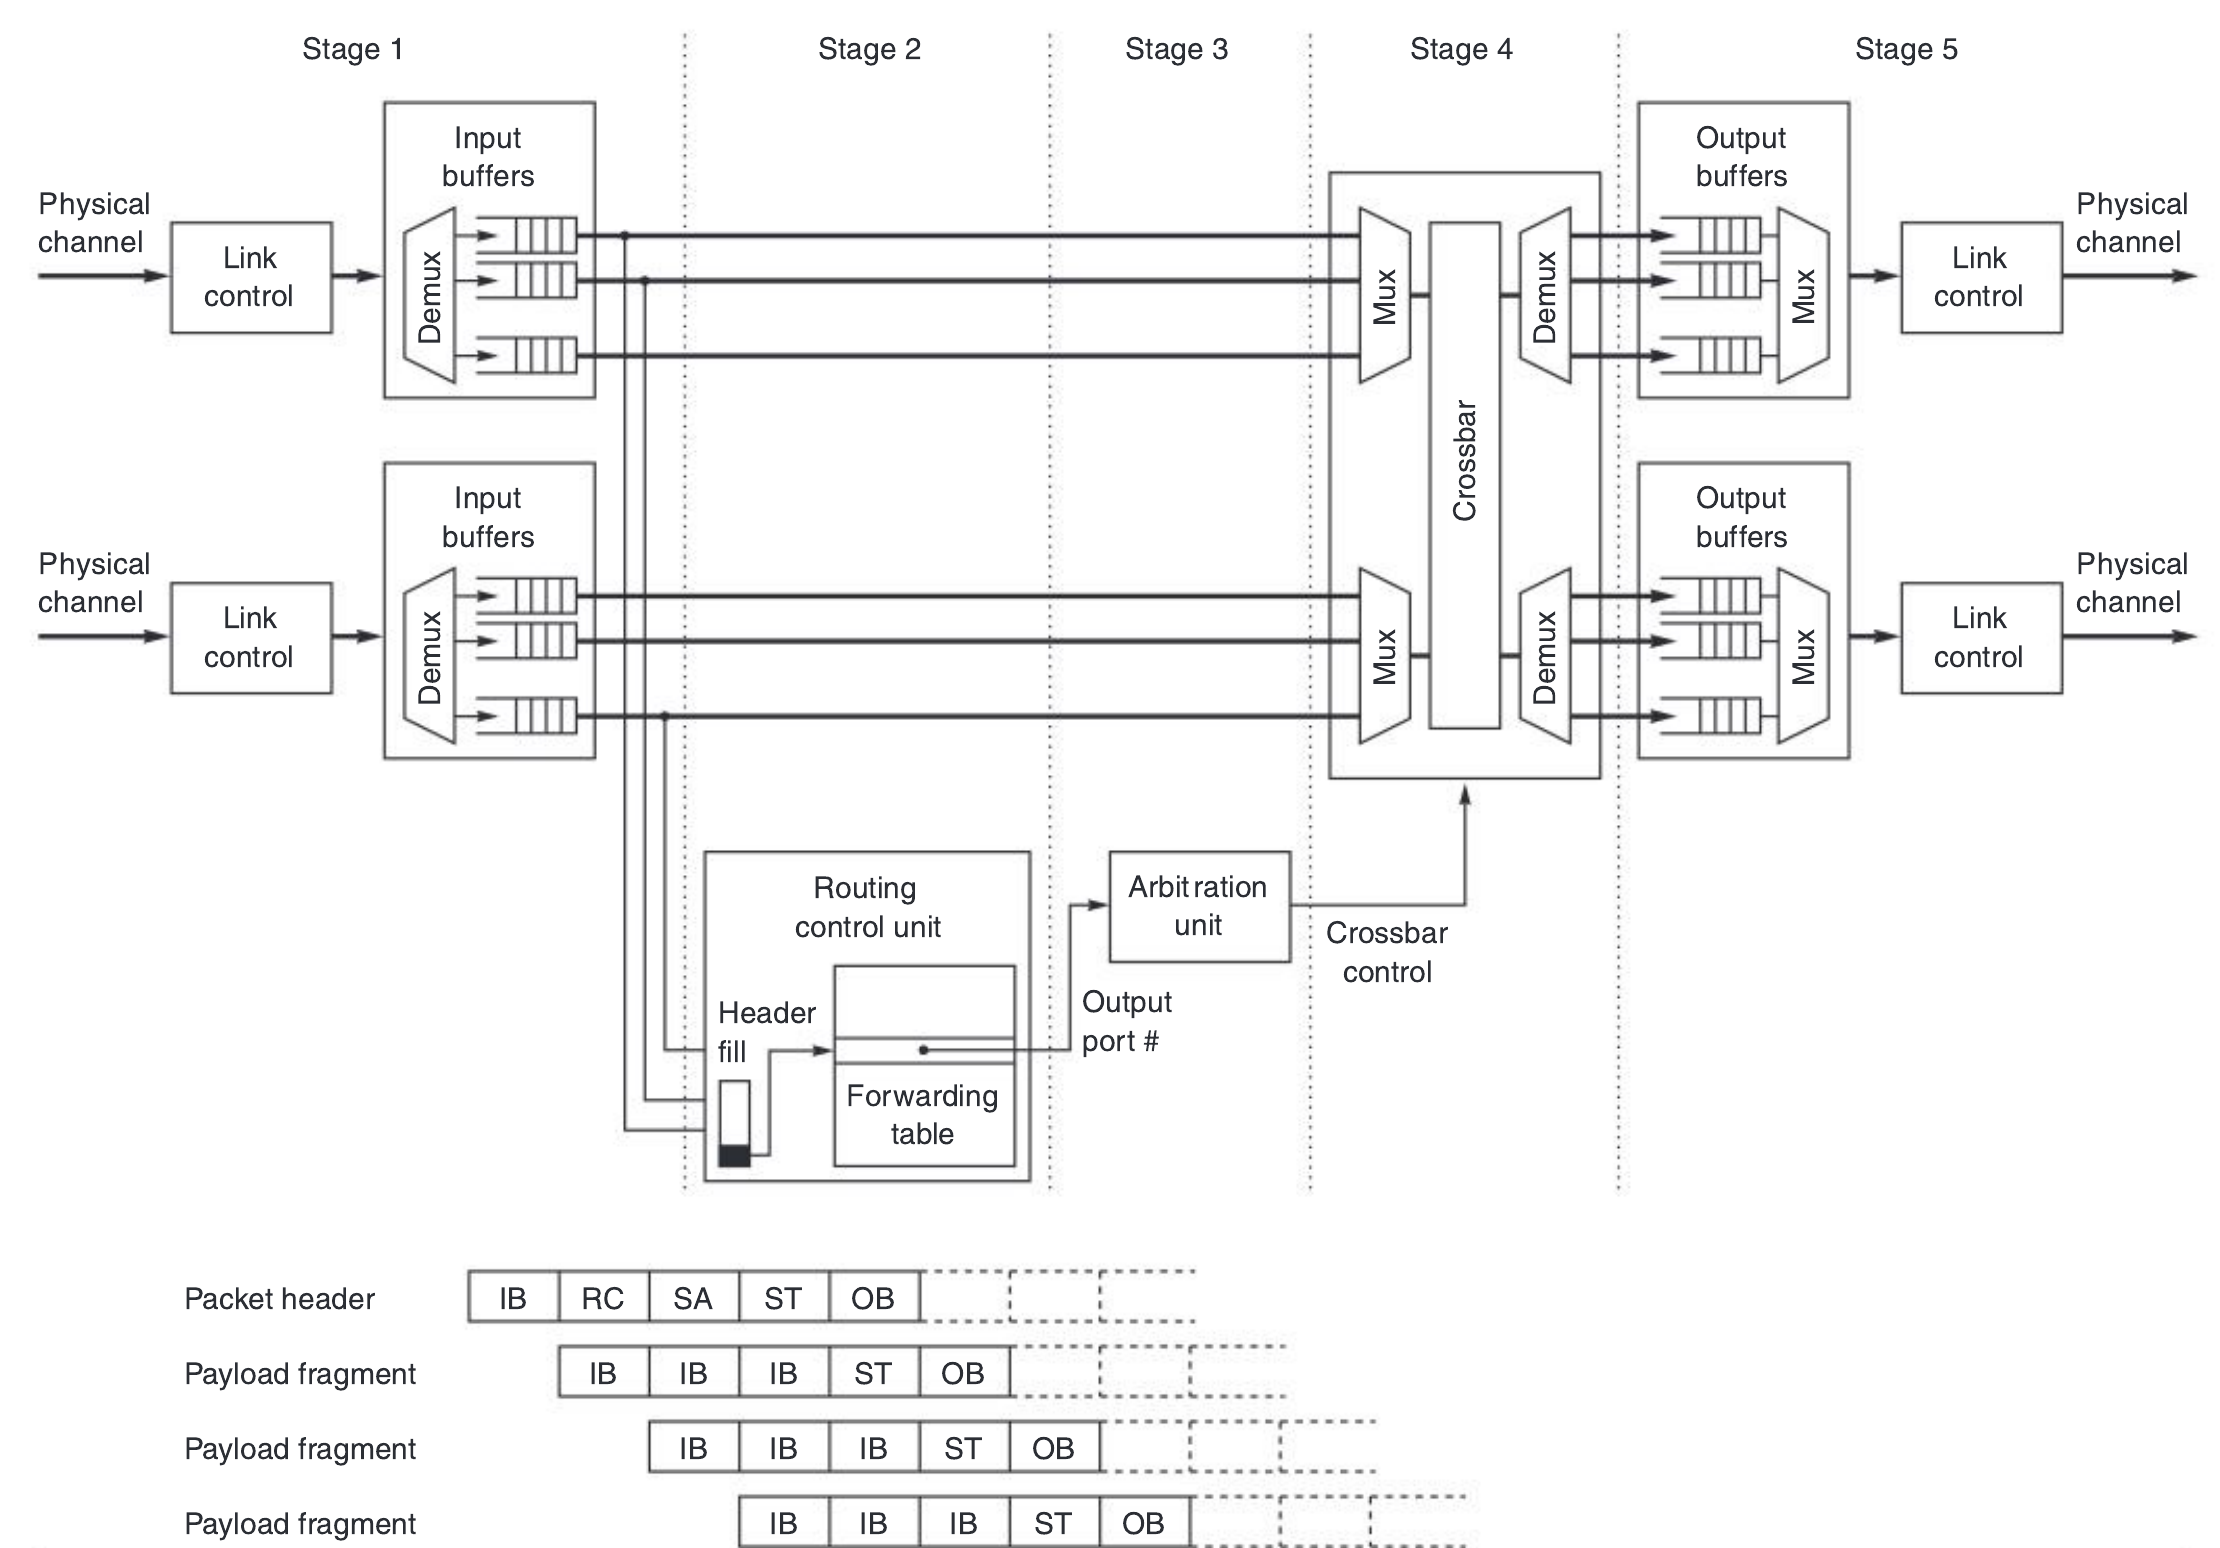 Stage 1
Stage 2
Stage 3
Stage 4
Stage 5
Input
buffers
Output
buffers
Physical
channel
Link
control
Demux
Mux
Crossbar
Demux
Mux
Link
control
Physical
channel
Input
buffers
Output
buffers
Physical
channel
Link
control
Demux
Mux
Demux
Mux
Link
control
Physical
channel
Routing
control unit
Arbitration
unit
Crossbar
control
Header
fill
Output
port #
Forwarding
table
Packet header IB RC SA ST OB
Payload fragment IB IB IB ST OB
Payload fragment IB IB IB ST OB
Payload fragment IB IB IB ST OB